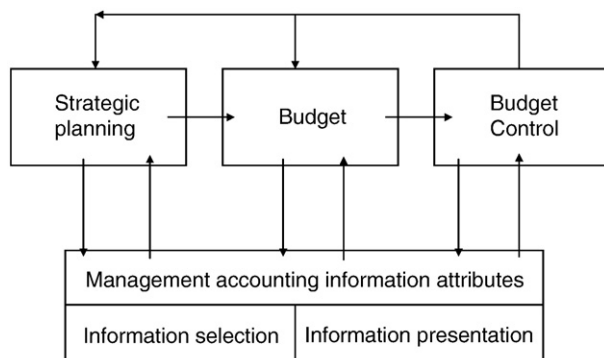 Strategic
planning
Budget
Budget
Control
Management accounting information attributes
Information selection
Information presentation